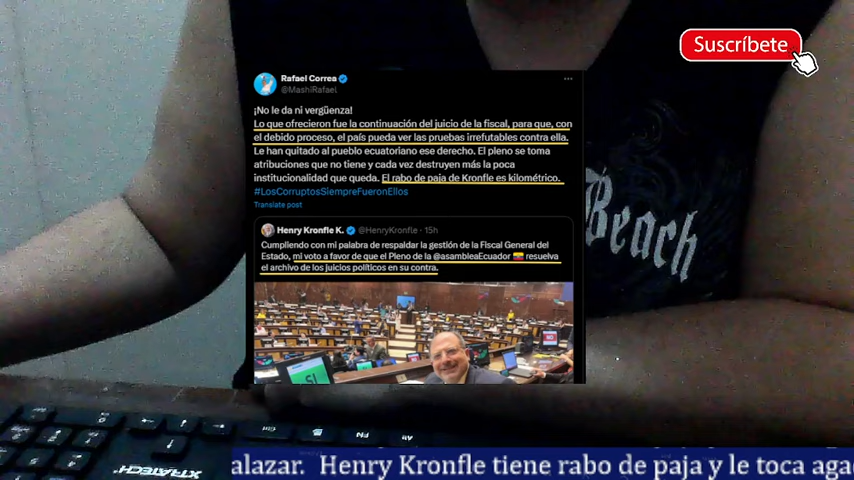 Suscríbete
Rafael Correa
@MashiRafael
¡No le da ni vergüenza!
Lo que ofrecieron fue la continuación del juicio de la fiscal, para que, con
el debido proceso, el país pueda ver las pruebas irrefutables contra ella.
Le han quitado al pueblo ecuatoriano ese derecho. El pleno se toma
atribuciones que no tiene y cada vez destruyen más la poca
institucionalidad que queda. El rabo de paja de Kronfle es kilométrico.
#LosCorruptosSiempreFueronEllos
Translate post
Henry Kronfle K. @HenryKronfle · 15h
Cumpliendo con mi palabra de respaldar la gestión de la Fiscal General del
Estado, mi voto a favor de que el Pleno de la @asambleaEcuador resuelva
el archivo de los juicios políticos en su contra.
SI
NO
Beach
XTRATECH
alazar. Henry Kronfle tiene rabo de paja y le toca aga